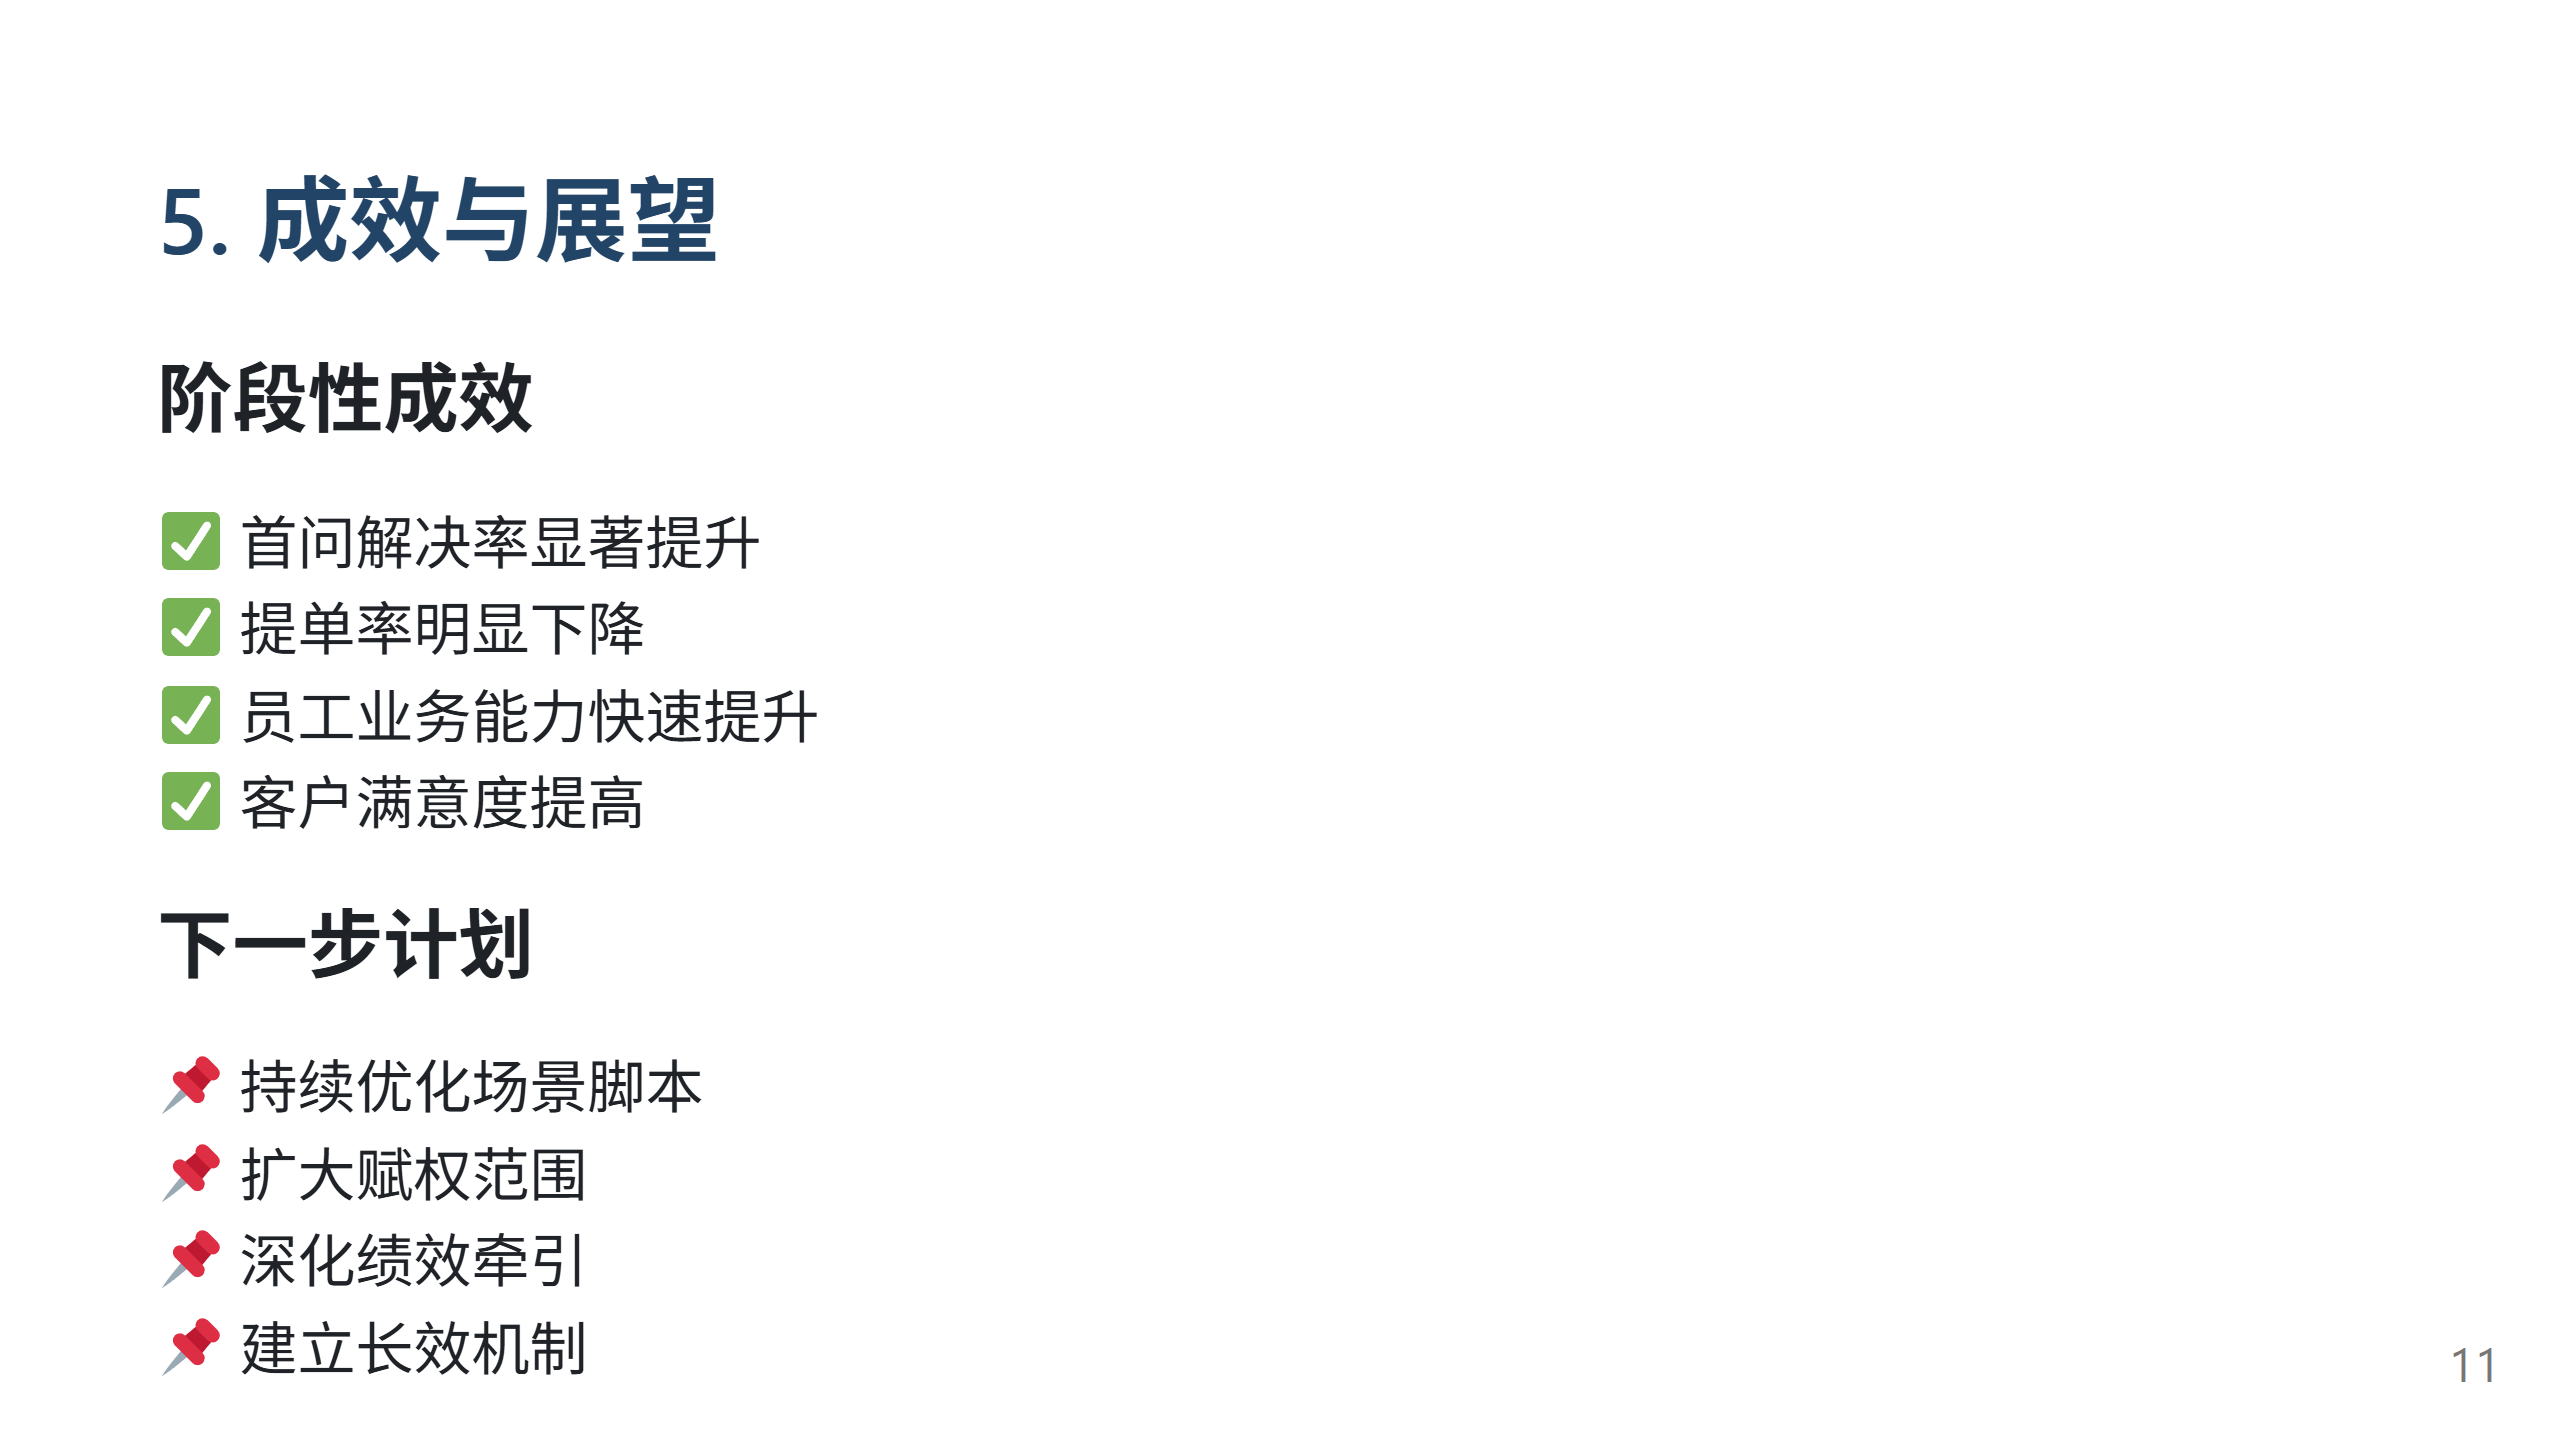 5. 成效与展望
阶段性成效
✅ 首问解决率显著提升
✅ 提单率明显下降
✅ 员工业务能力快速提升
✅ 客户满意度提高
下一步计划
📌 持续优化场景脚本
📌 扩大赋权范围
📌 深化绩效牵引
📌 建立长效机制
11